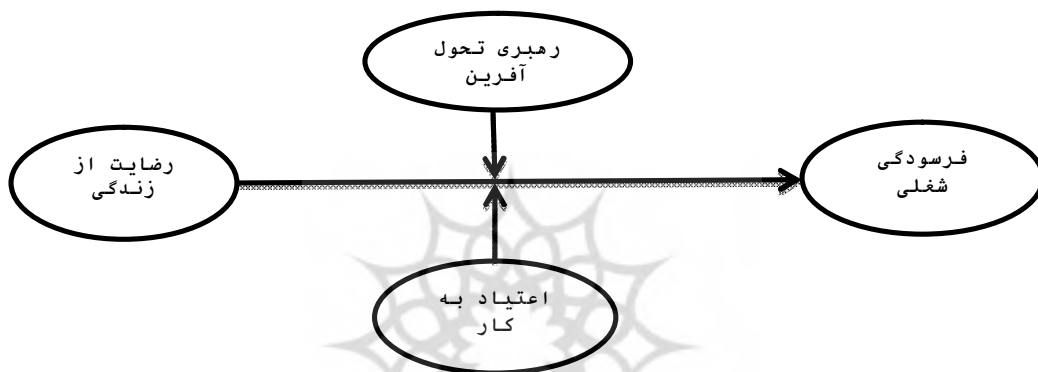 رهبری تحول
آفرین
رضایت از
زندگی
فرسودگی
شغلی
اعتیاد به
کار